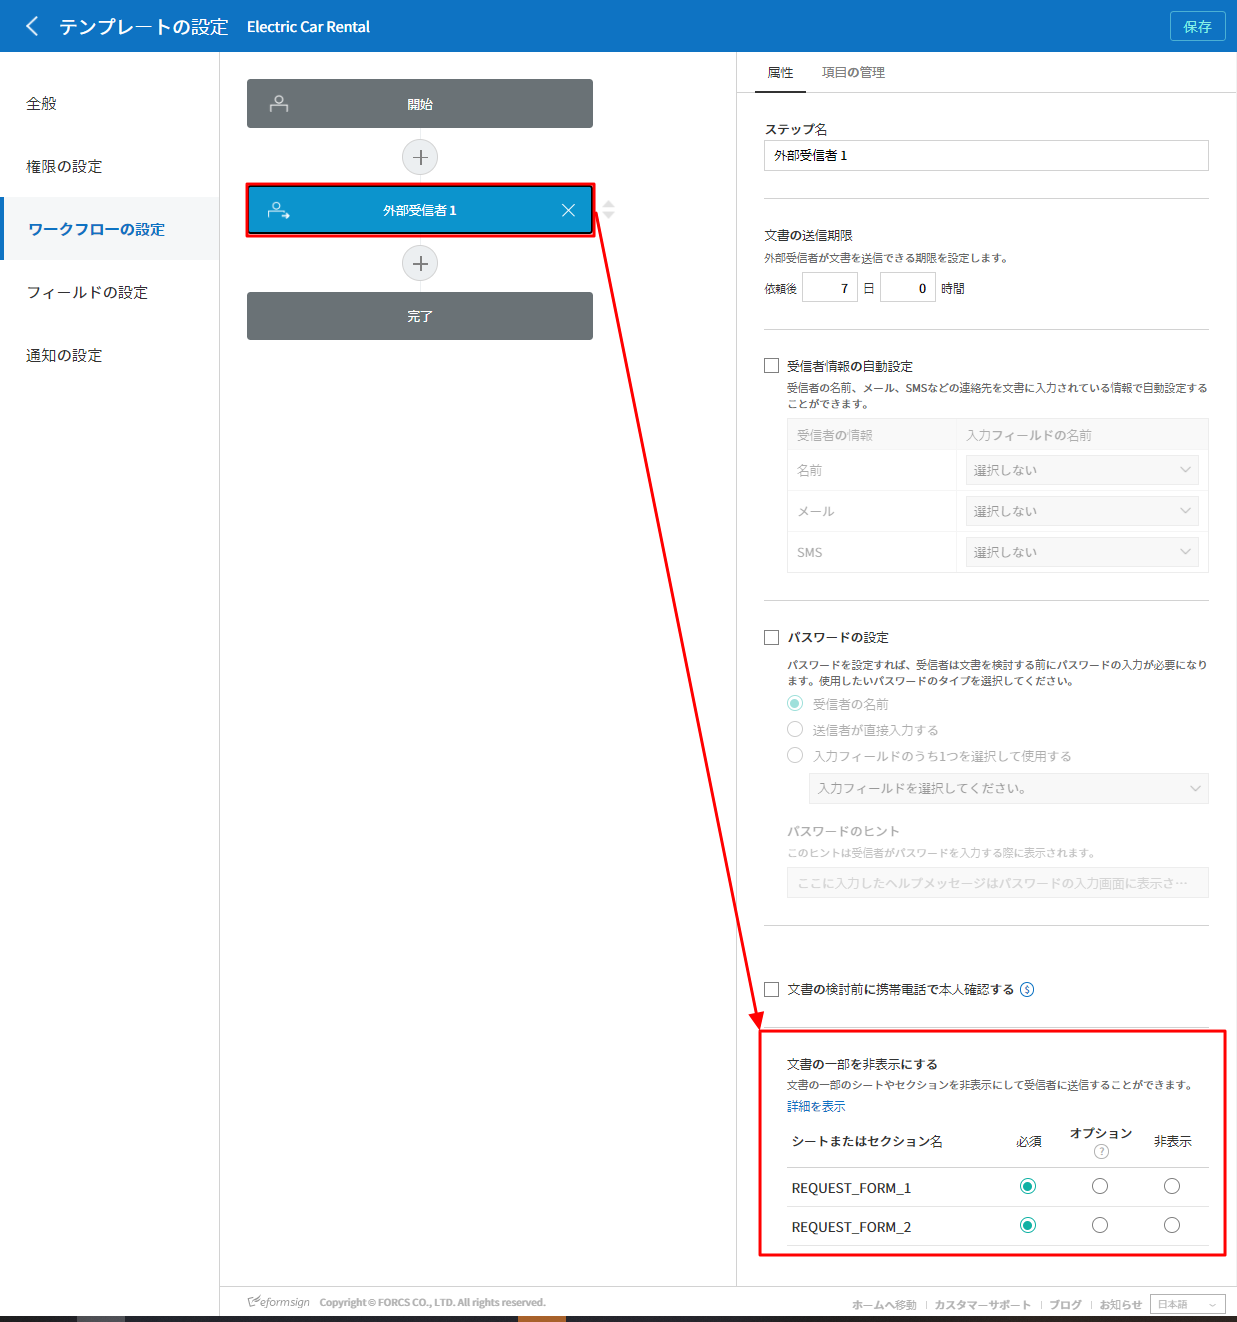 テンプレートの設定 Electric Car Rental 保存
全般
権限の設定
ワークフローの設定
フィールドの設定
通知の設定
開始
外部受信者 1
完了
属性 項目の管理
ステップ名
外部受信者 1
文書の送信期限
外部受信者が文書を送信できる期限を設定します。
依頼後 7 日 0 時間
受信者情報の自動設定
受信者の名前、メール、SMSなどの連絡先を文書に入力されている情報で自動設定する
ことができます。
受信者の情報 入力フィールドの名前
名前 選択しない
メール 選択しない
SMS 選択しない
パスワードの設定
パスワードを設定すれば、受信者は文書を検討する前にパスワードの入力が必要になり
ます。使用したいパスワードのタイプを選択してください。
受信者の名前
送信者が直接入力する
入力フィールドのうち1つを選択して使用する
入力フィールドを選択してください。
パスワードのヒント
このヒントは受信者がパスワードを入力する際に表示されます。
ここに入力したヘルプメッセージはパスワードの入力画面に表示さ…
文書の検討前に携帯電話で本人確認する $
文書の一部を非表示にする
文書の一部のシートやセクションを非表示にして受信者に送信することができます。
詳細を表示
シートまたはセクション名 必須 オプション ? 非表示
REQUEST_FORM_1
REQUEST_FORM_2
eformsign Copyright © FORCS CO., LTD. All rights reserved.
ホームへ移動 | カスタマーサポート | ブログ | お知らせ 日本語